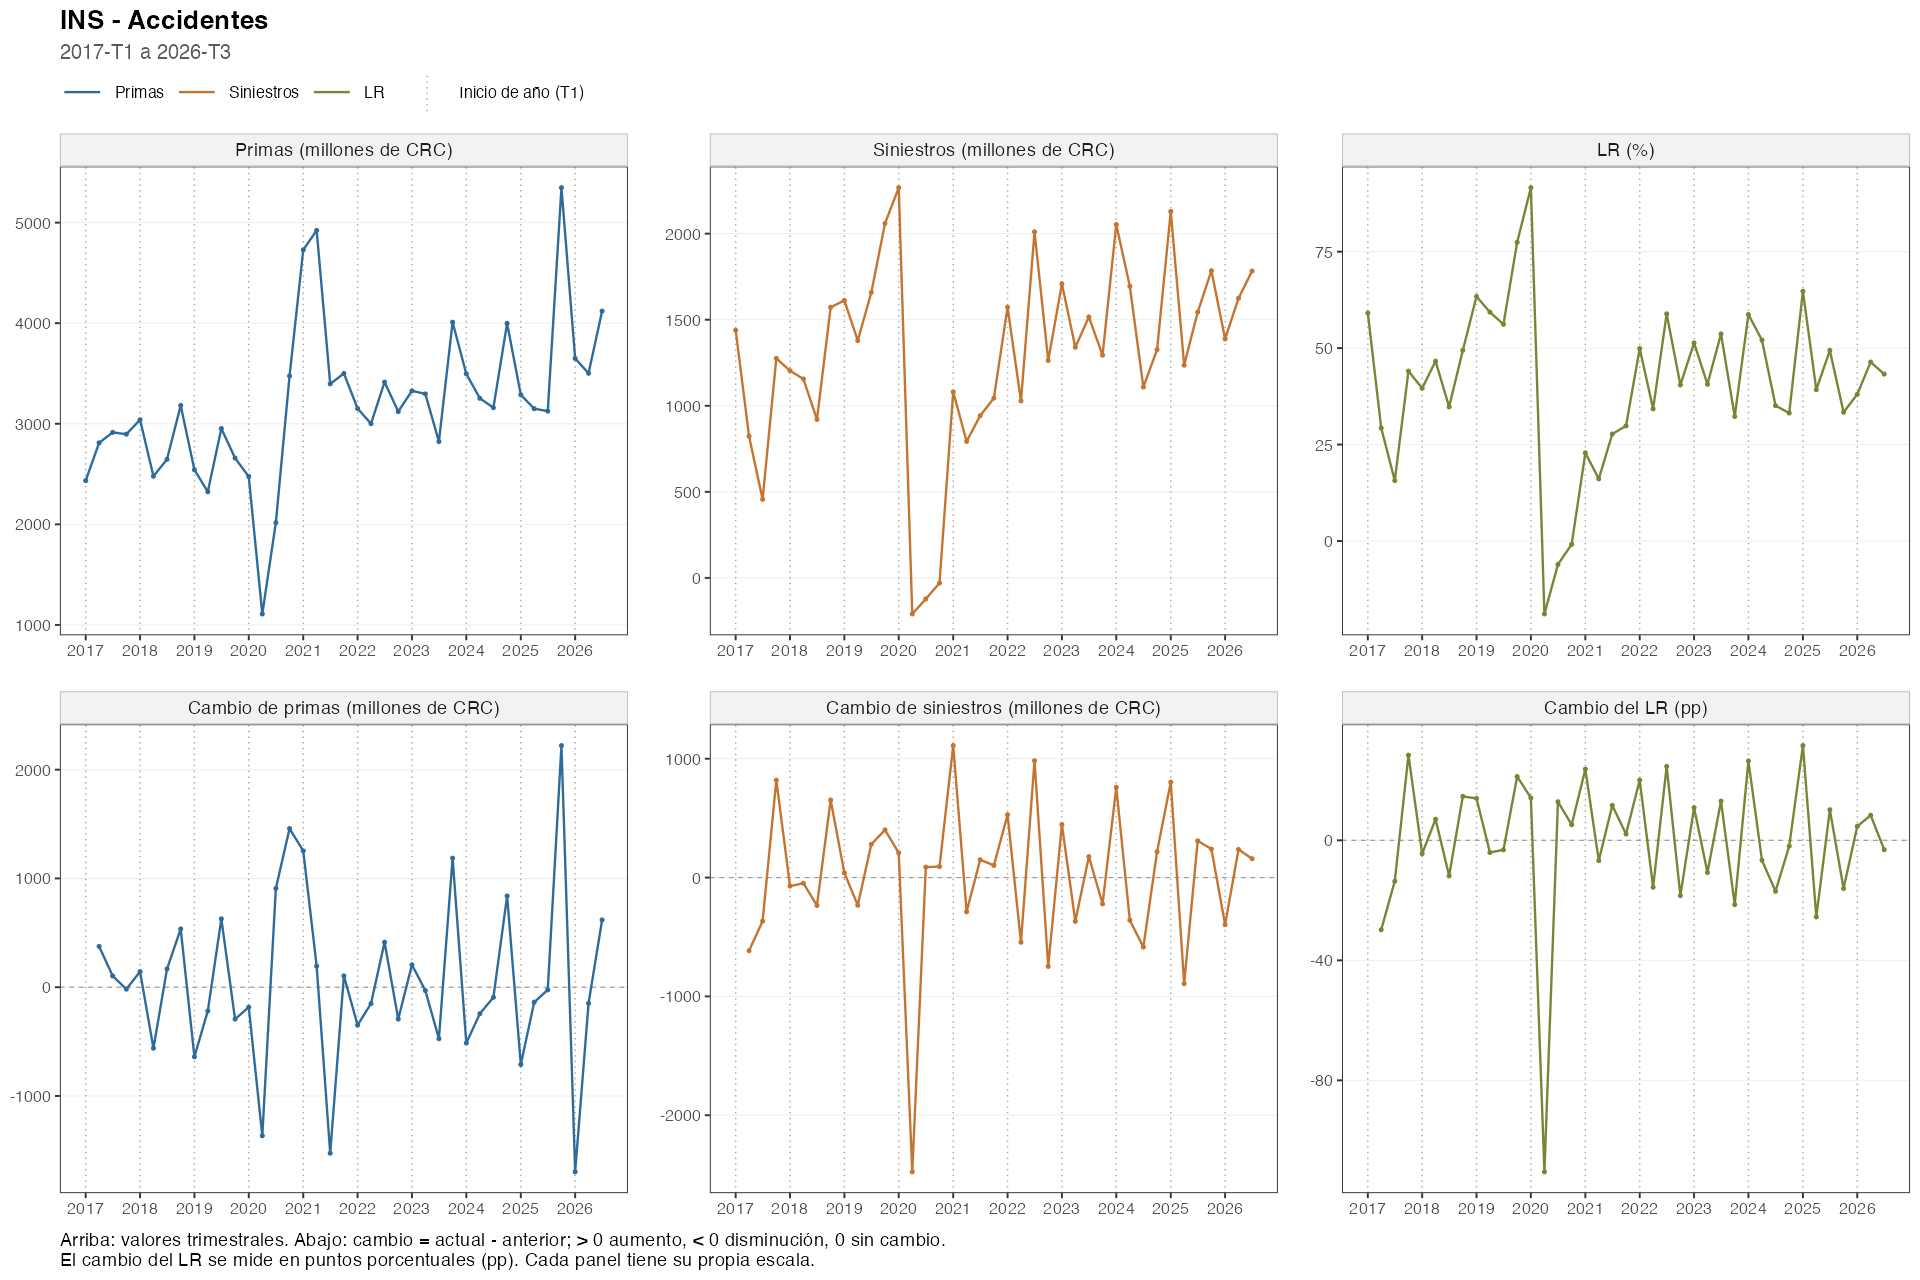 INS - Accidentes
2017-T1 a 2026-T3
Primas Siniestros LR Inicio de año (T1)
Primas (millones de CRC) Siniestros (millones de CRC) LR (%)
5000
4000
3000
2000
1000
2017 2018 2019 2020 2021 2022 2023 2024 2025 2026
2000
1500
1000
500
0
2017 2018 2019 2020 2021 2022 2023 2024 2025 2026
75
50
25
0
2017 2018 2019 2020 2021 2022 2023 2024 2025 2026
Cambio de primas (millones de CRC) Cambio de siniestros (millones de CRC) Cambio del LR (pp)
2000
1000
0
-1000
2017 2018 2019 2020 2021 2022 2023 2024 2025 2026
1000
0
-1000
-2000
2017 2018 2019 2020 2021 2022 2023 2024 2025 2026
0
-40
-80
2017 2018 2019 2020 2021 2022 2023 2024 2025 2026
Arriba: valores trimestrales. Abajo: cambio = actual - anterior; > 0 aumento, < 0 disminución, 0 sin cambio.
El cambio del LR se mide en puntos porcentuales (pp). Cada panel tiene su propia escala.